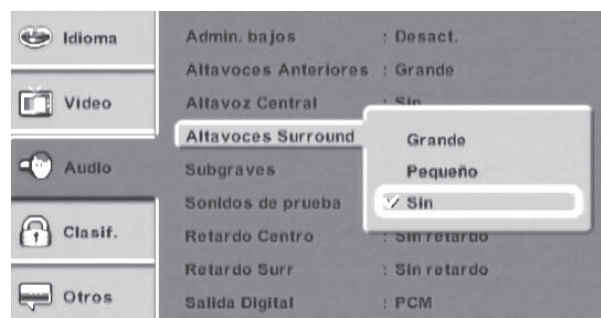 Idioma
Video
Audio
Clasif.
Otros
Admin. bajos : Desact.
Altavoces Anteriores : Grande
Altavoz Central : Sin
Altavoces Surround
Subgraves
Sonidos de prueba
Retardo Centro : Sin retardo
Retardo Surr : Sin retardo
Salida Digital : PCM
Grande
Pequeño
Sin